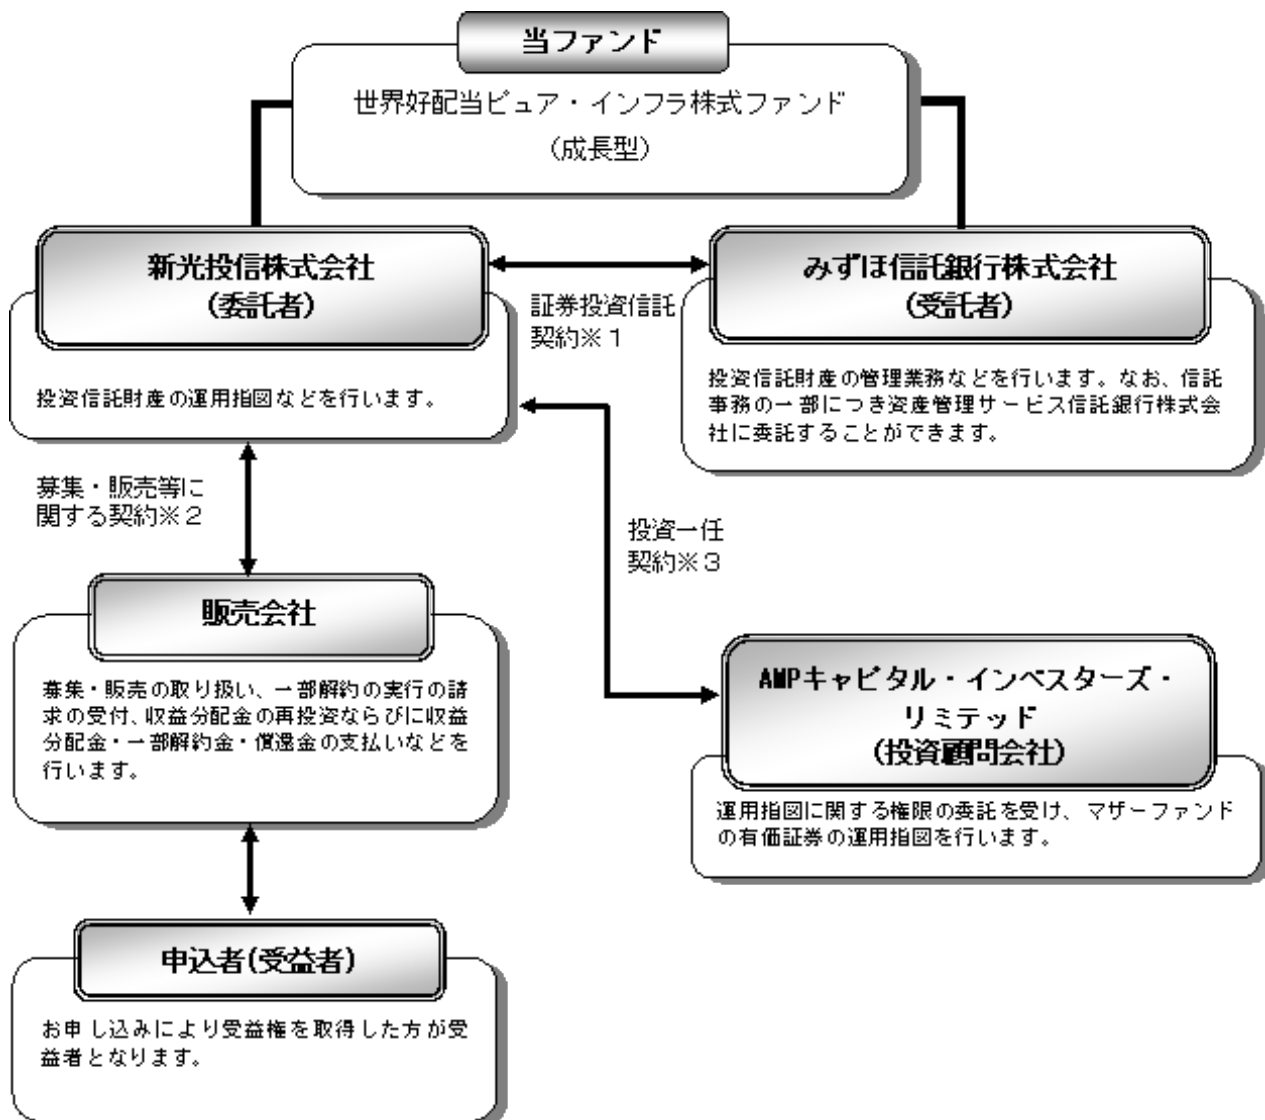 当ファンド
世界好配当ピュア・インフラ株式ファンド
（成長型）
新光投信株式会社
(委託者)
投資信託財産の運用指図などを行います。
証券投資信託
契約※１
みずほ信託銀行株式会社
(受託者)
投資信託財産の管理業務などを行います。なお、信託
事務の一部につき資産管理サービス信託銀行株式会
社に委託することができます。
募集・販売等に
関する契約※２
投資一任
契約※３
販売会社
募集・販売の取り扱い、一部解約の実行の請
求の受付、収益分配金の再投資ならびに収益
分配金・一部解約金・償還金の支払いなどを
行います。
AMPキャピタル・インベスターズ・
リミテッド
(投資顧問会社)
運用指図に関する権限の委託を受け、マザーファンド
の有価証券の運用指図を行います。
申込者(受益者)
お申し込みにより受益権を取得した方が受
益者となります。